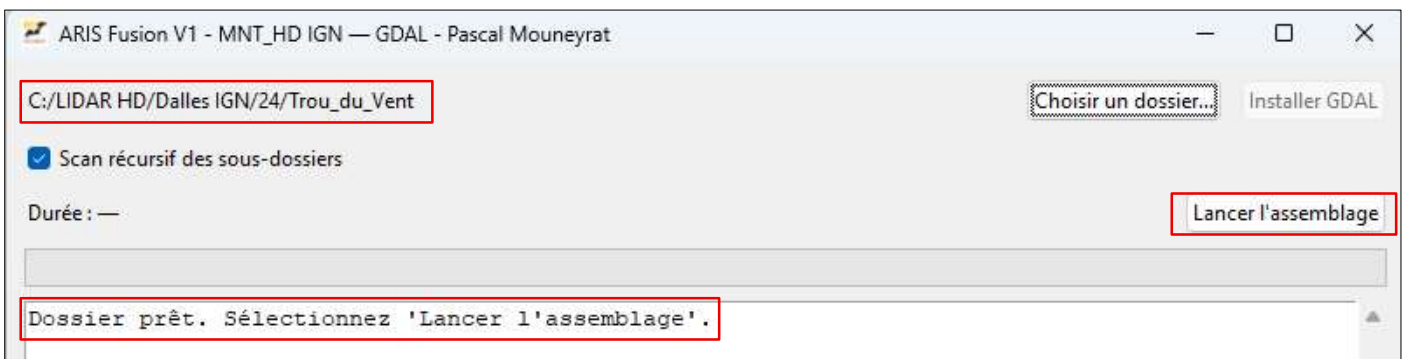 ARIS Fusion V1 - MNT_HD IGN — GDAL - Pascal Mouneyrat
C:/LIDAR HD/Dalles IGN/24/Trou_du_Vent
Choisir un dossier...
Installer GDAL
Scan récursif des sous-dossiers
Durée : —
Lancer l'assemblage
Dossier prêt. Sélectionnez 'Lancer l'assemblage'.